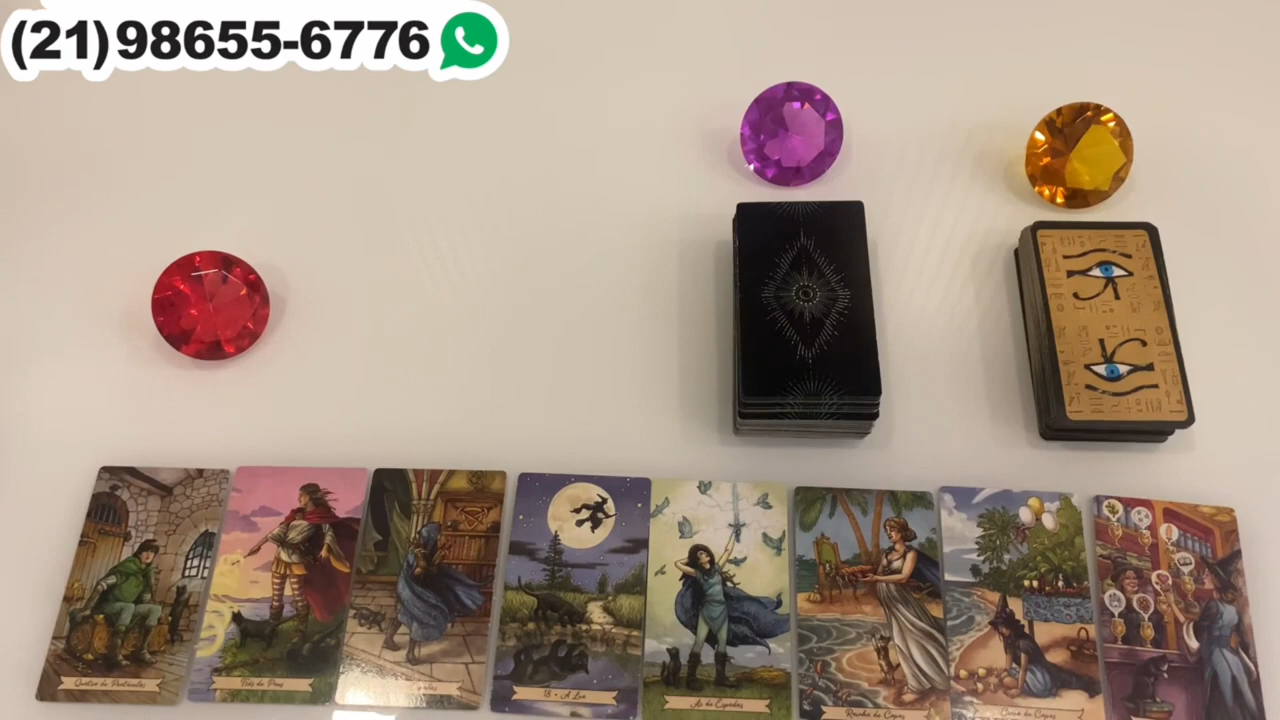 (21)98655-6776
Quatro de Pentáculos
Três de Paus
18 • A Lua
Ás de Espadas
Rainha de Copas
Cinco de Copas